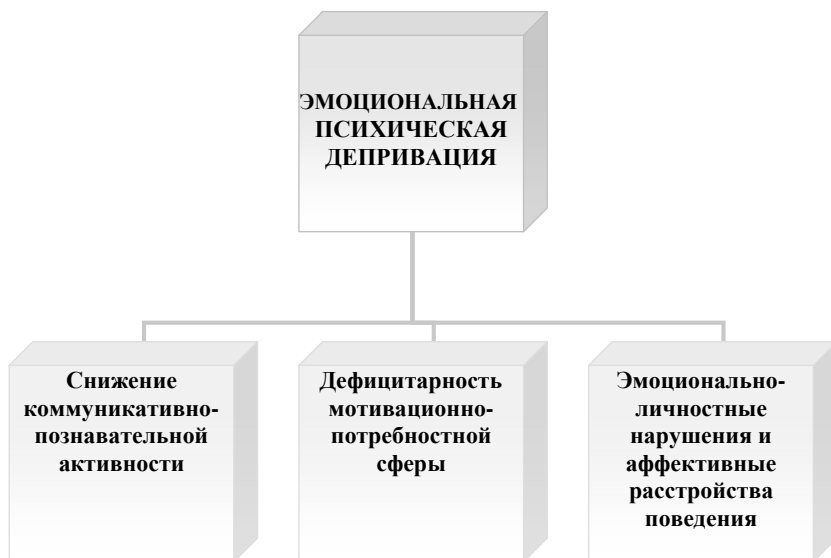 ЭМОЦИОНАЛЬНАЯ
ПСИХИЧЕСКАЯ
ДЕПРИВАЦИЯ
Снижение
коммуникативно-
познавательной
активности
Дефицитарность
мотивационно-
потребностной
сферы
Эмоционально-
личностные
нарушения и
аффективные
расстройства
поведения